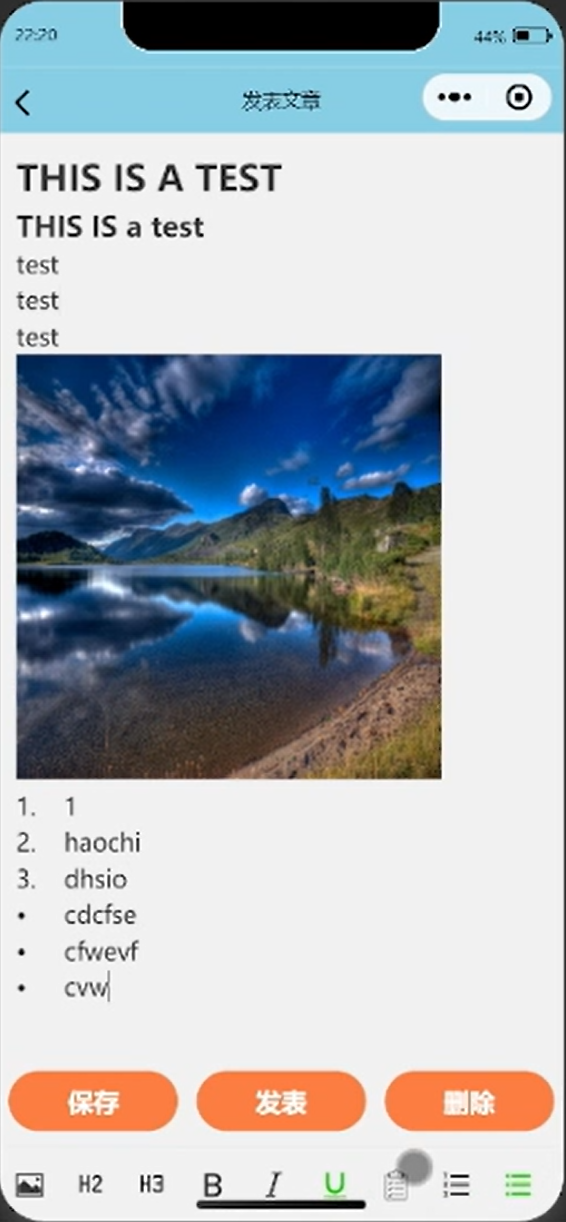 22:20
44%
发表文章
THIS IS A TEST
THIS IS a test
test
test
test
1. 1
2. haochi
3. dhsio
• cdcfse
• cfwevf
• cvw
保存 发表 删除
H2 H3 B I U